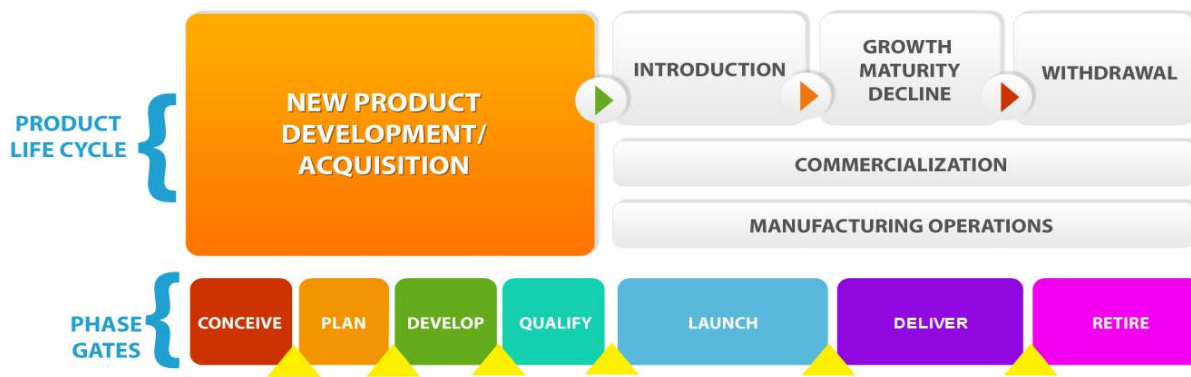 PRODUCT
LIFE CYCLE
NEW PRODUCT
DEVELOPMENT/
ACQUISITION
INTRODUCTION
GROWTH
MATURITY
DECLINE
WITHDRAWAL
COMMERCIALIZATION
MANUFACTURING OPERATIONS
PHASE
GATES
CONCEIVE
PLAN
DEVELOP
QUALIFY
LAUNCH
DELIVER
RETIRE